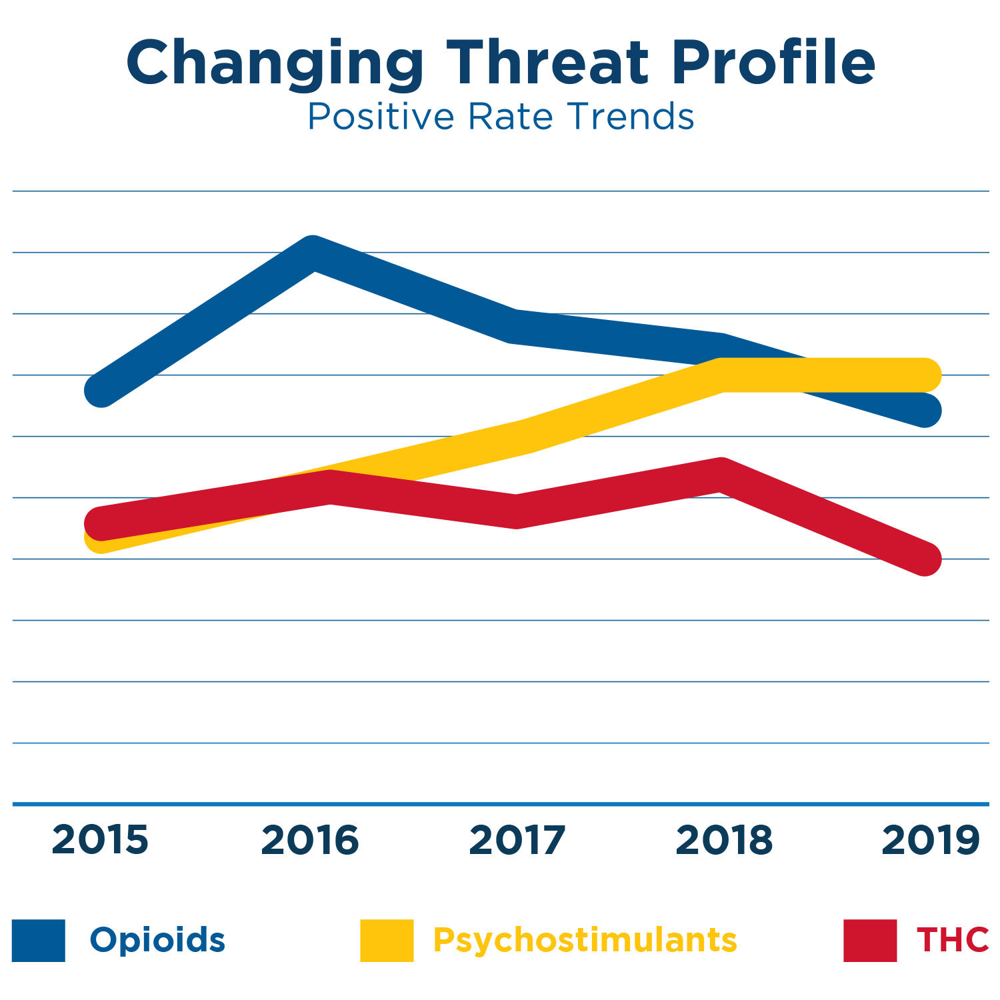 Changing Threat Profile
Positive Rate Trends
2015 2016 2017 2018 2019
Opioids Psychostimulants THC